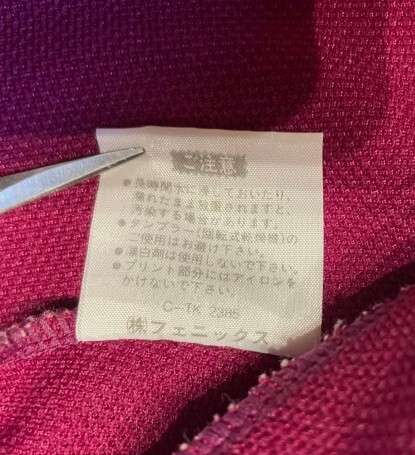 ご注意
●長時間水に浸しておいたり、
濡れたまま放置されますと、
汚染する場合があります。
●タンブラー(回転式乾燥機)の
ご使用はお避け下さい。
●漂白剤は使用しないで下さい。
●プリント部分にはアイロンを
かけないで下さい。
C-TK 2385
㈱フェニックス